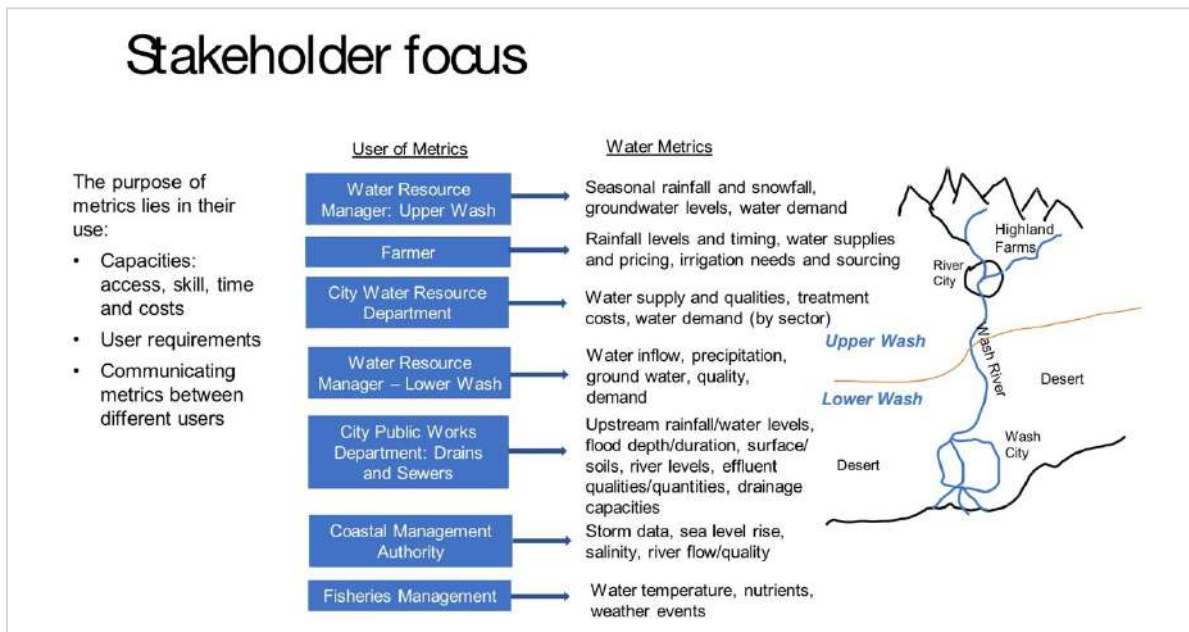 Stakeholder focus
The purpose of
metrics lies in their
use:
• Capacities:
access, skill, time
and costs
• User requirements
• Communicating
metrics between
different users
User of Metrics
Water Metrics
Water Resource
Manager: Upper Wash
Seasonal rainfall and snowfall,
groundwater levels, water demand
Farmer
Rainfall levels and timing, water supplies
and pricing, irrigation needs and sourcing
City Water Resource
Department
Water supply and qualities, treatment
costs, water demand (by sector)
Water Resource
Manager – Lower Wash
Water inflow, precipitation,
ground water, quality,
demand
City Public Works
Department: Drains
and Sewers
Upstream rainfall/water levels,
flood depth/duration, surface/
soils, river levels, effluent
qualities/quantities, drainage
capacities
Coastal Management
Authority
Storm data, sea level rise,
salinity, river flow/quality
Fisheries Management
Water temperature, nutrients,
weather events
Highland
Farms
River
City
Upper Wash
Wash River
Lower Wash
Desert
Wash
City
Desert